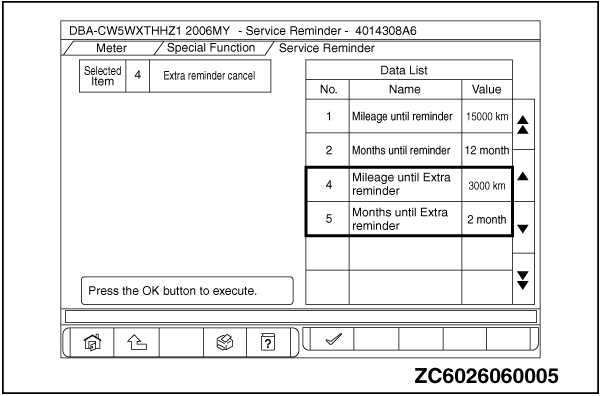 DBA-CW5WXTHHZ1 2006MY - Service Reminder - 4014308A6
Meter / Special Function / Service Reminder
Selected Item 4 Extra reminder cancel
Data List
No. Name Value
1 Mileage until reminder 15000 km
2 Months until reminder 12 month
4 Mileage until Extra reminder 3000 km
5 Months until Extra reminder 2 month
Press the OK button to execute.
?
ZC6026060005